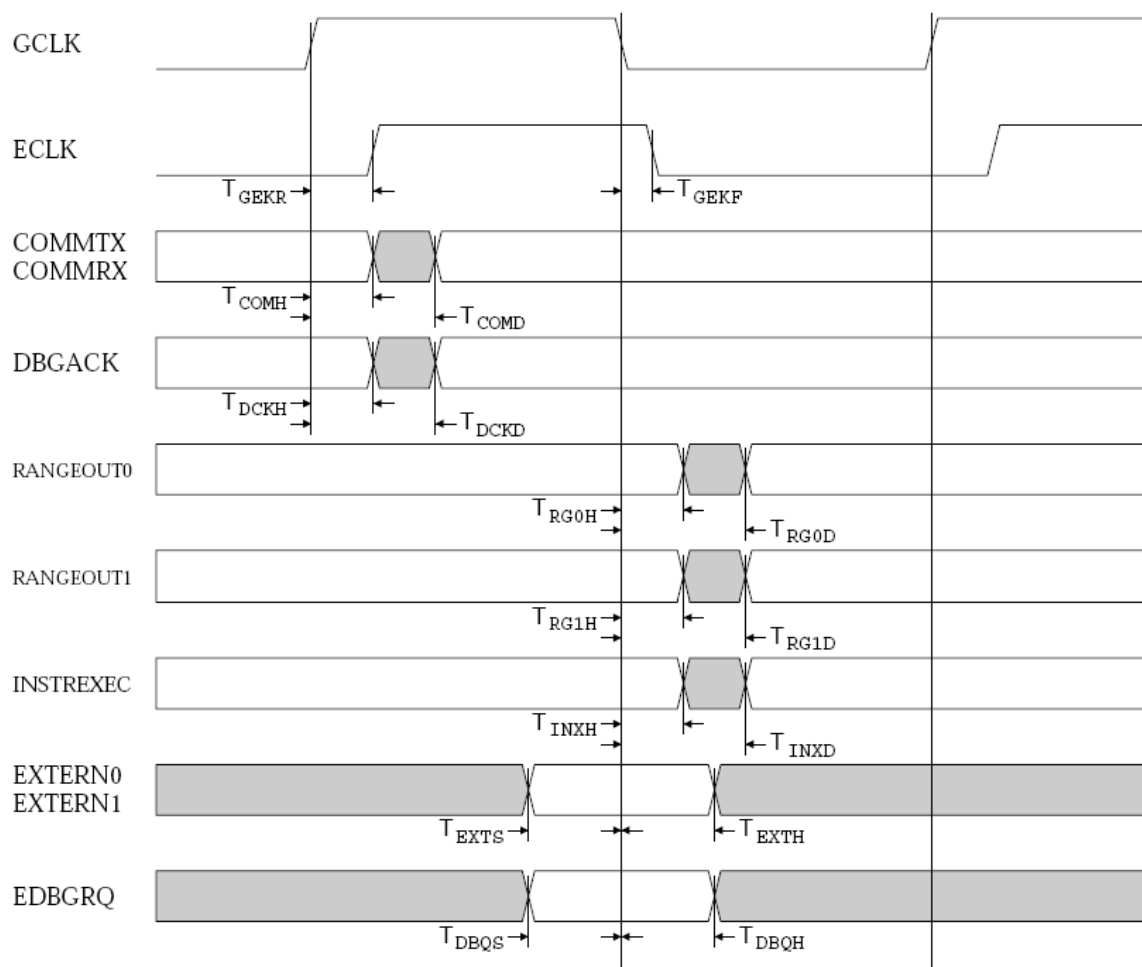 GCLK
ECLK
TGEKR TGEKF
COMMTX
COMMRX
TCOMH TCOMD
DBGACK
TDCKH TDCKD
RANGEOUT0
TRG0H TRG0D
RANGEOUT1
TRG1H TRG1D
INSTREXEC
TINXH TINXD
EXTERN0
EXTERN1
TEXTS TEXTH
EDBGRQ
TDBQS TDBQH